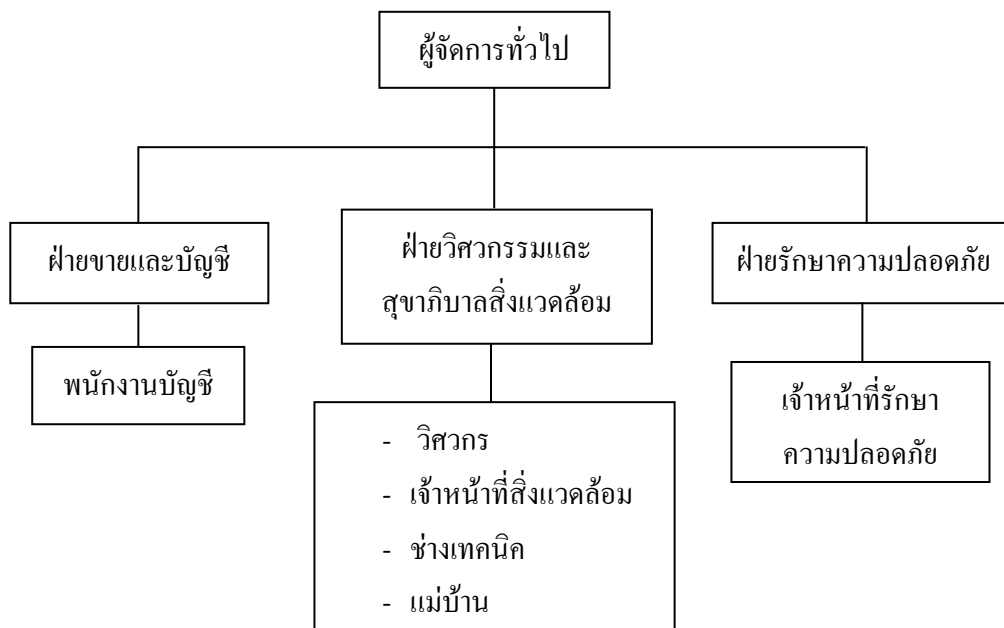 ผู้จัดการทั่วไป
ฝ่ายขายและบัญชี
ฝ่ายวิศวกรรมและ
สุขาภิบาลสิ่งแวดล้อม
ฝ่ายรักษาความปลอดภัย
พนักงานบัญชี
- วิศวกร
- เจ้าหน้าที่สิ่งแวดล้อม
- ช่างเทคนิค
- แม่บ้าน
เจ้าหน้าที่รักษา
ความปลอดภัย